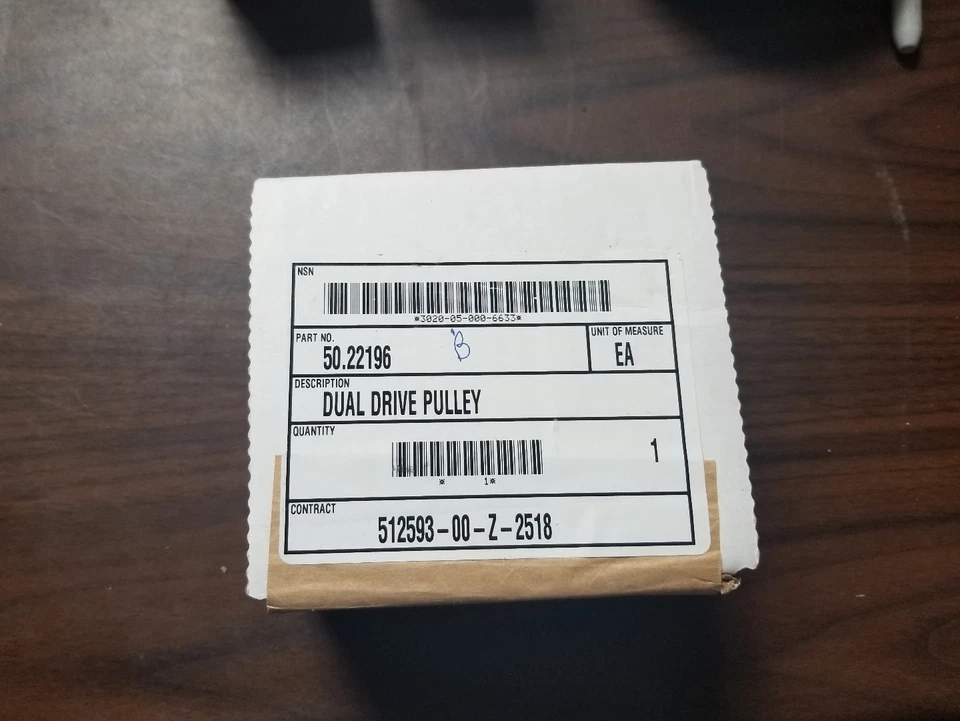 NSN
*3020-05-000-6633*
PART NO.
50.22196
B
UNIT OF MEASURE
EA
DESCRIPTION
DUAL DRIVE PULLEY
QUANTITY
* 1*
1
CONTRACT
512593-00-Z-2518